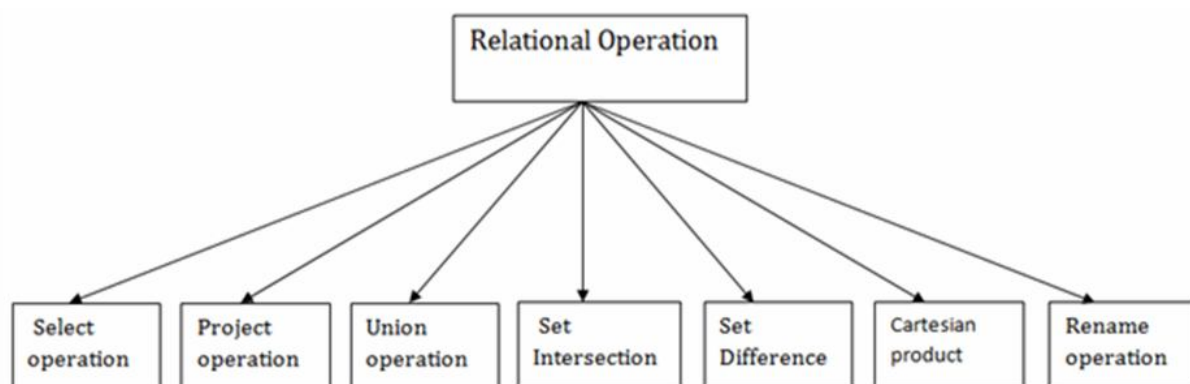 Relational Operation
Select
operation
Project
operation
Union
operation
Set
Intersection
Set
Difference
Cartesian
product
Rename
operation